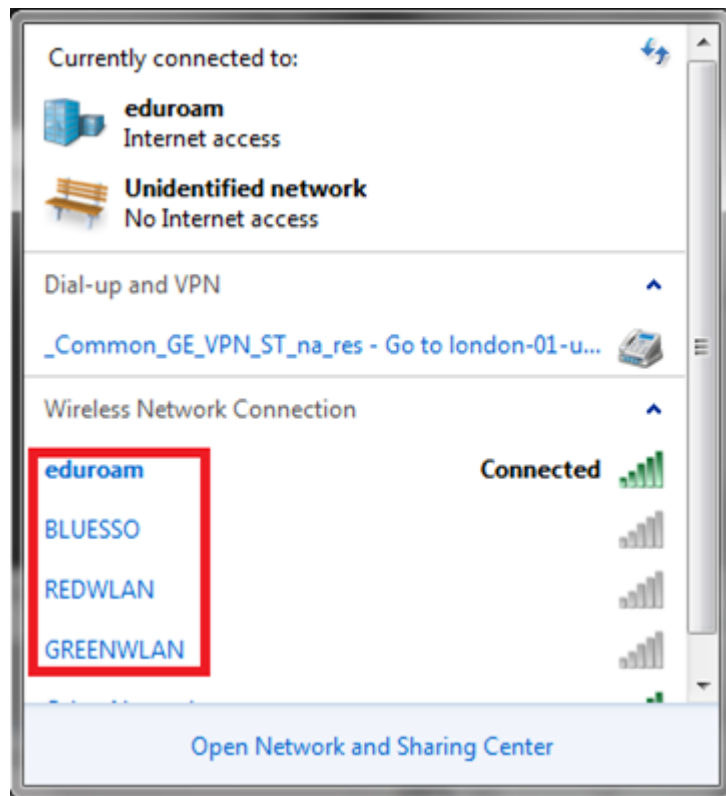 Currently connected to:
eduroam
Internet access
Unidentified network
No Internet access
Dial-up and VPN
_Common_GE_VPN_ST_na_res - Go to london-01-u...
Wireless Network Connection
eduroam Connected
BLUESSO
REDWLAN
GREENWLAN
Open Network and Sharing Center